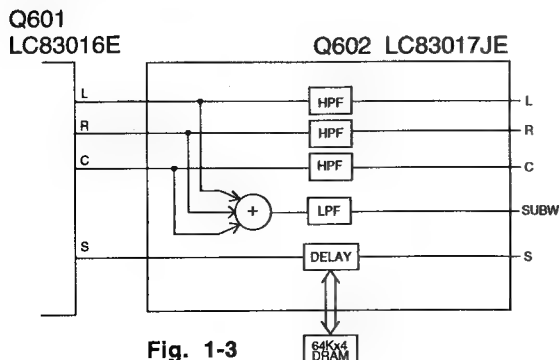 Q601
LC83016E
Q602 LC83017JE
L
HPF
L
R
HPF
R
C
HPF
C
+
LPF
SUBW
S
DELAY
S
Fig. 1-3
64Kx4
DRAM